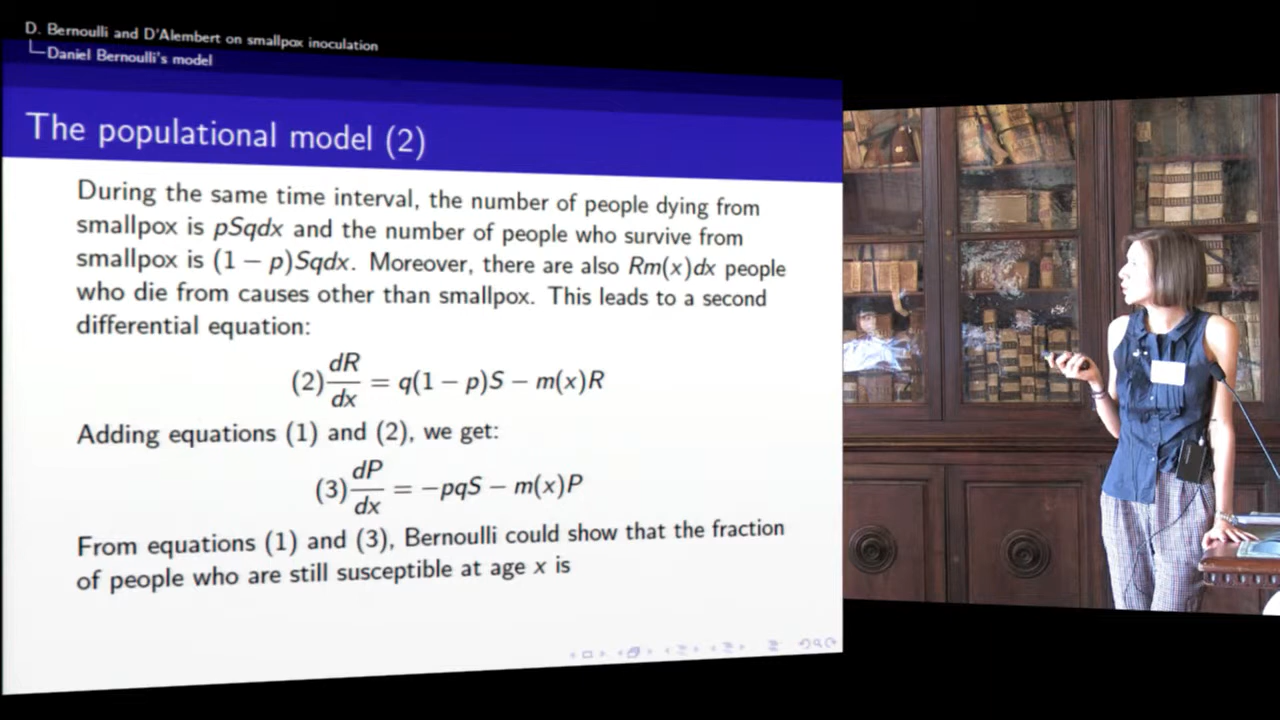 D. Bernoulli and D'Alembert on smallpox inoculation
Daniel Bernoulli's model
The populational model (2)
During the same time interval, the number of people dying from
smallpox is pSqdx and the number of people who survive from
smallpox is (1 − p)Sqdx. Moreover, there are also Rm(x)dx people
who die from causes other than smallpox. This leads to a second
differential equation:
(2) dR/dx = q(1 − p)S − m(x)R
Adding equations (1) and (2), we get:
(3) dP/dx = −pqS − m(x)P
From equations (1) and (3), Bernoulli could show that the fraction
of people who are still susceptible at age x is